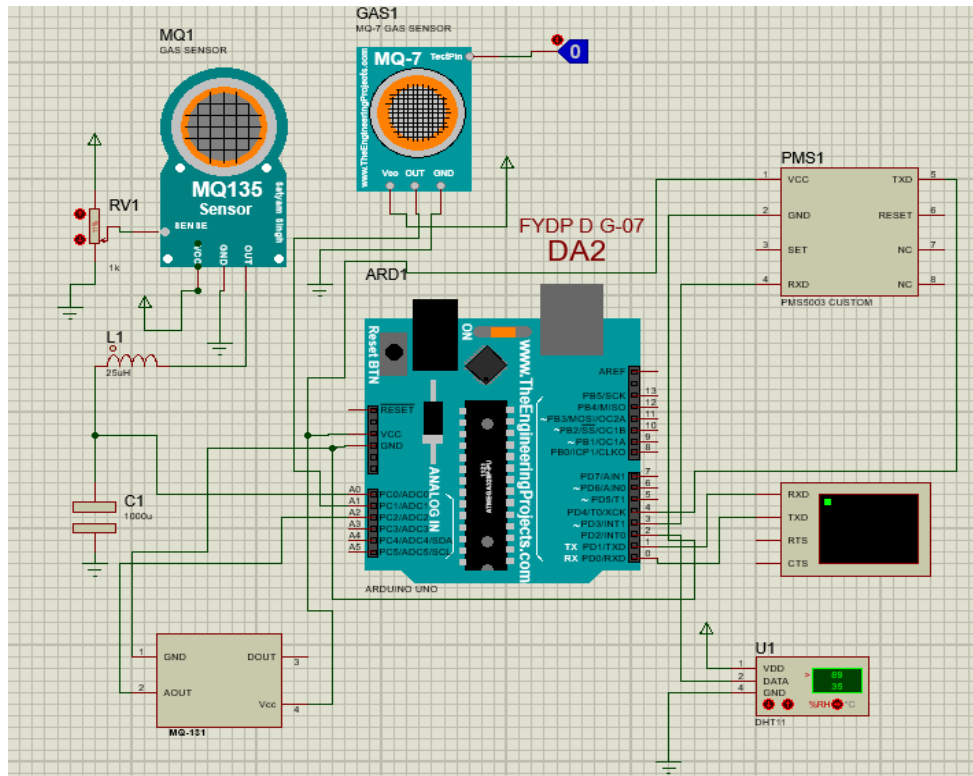 GAS1
MQ-7 GAS SENSOR
MQ1
GAS SENSOR
MQ-7
TectPin
0
www.TheEngineeringProjects.com
Vcc OUT GND
MQ135
Sensor
Satyam Singh
SENSE
VCC
GND
OUT
RV1
1k
L1
25uH
C1
1000u
FYDP D G-07
DA2
PMS1
1 VCC TXD 5
2 GND RESET 6
3 SET NC 7
4 RXD NC 8
PMS5003 CUSTOM
ARD1
Reset BTN
ON
www.TheEngineeringProjects.com
ANALOG IN
RESET
VCC
GND
A0 PC0/ADC0
A1 PC1/ADC1
A2 PC2/ADC2
A3 PC3/ADC3
A4 PC4/ADC4/SDA
A5 PC5/ADC5/SCL
AREF
PB5/SCK 13
PB4/MISO 12
~PB3/MOSI/OC2A 11
~PB2/SS/OC1B 10
~PB1/OC1A 9
PB0/ICP1/CLKO 8
PD7/AIN1 7
~PD6/AIN0 6
~PD5/T1 5
PD4/T0/XCK 4
~PD3/INT1 3
PD2/INT0 2
TX PD1/TXD 1
RX PD0/RXD 0
ARDUINO UNO
RXD
TXD
RTS
CTS
1 GND DOUT 3
2 AOUT
Vcc 4
MQ-131
U1
1 VDD
2 DATA
4 GND
> 89
35
%RH °C
DHT11